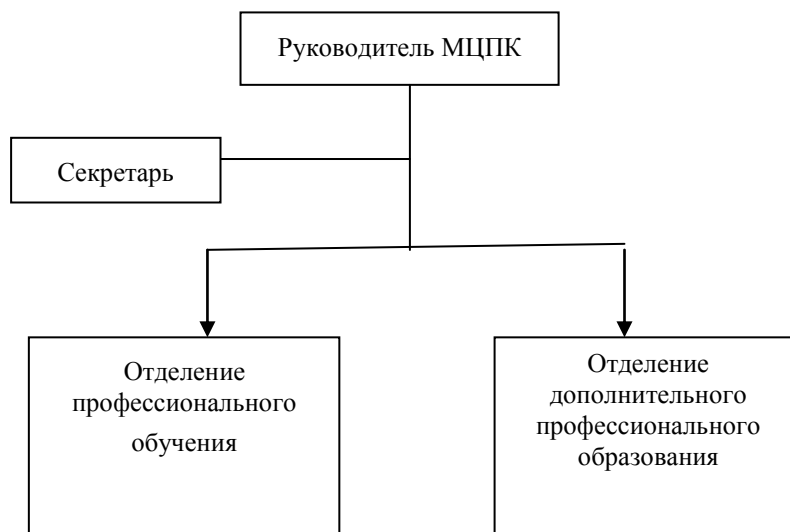 Руководитель МЦПК
Секретарь
Отделение
профессионального
обучения
Отделение
дополнительного
профессионального
образования